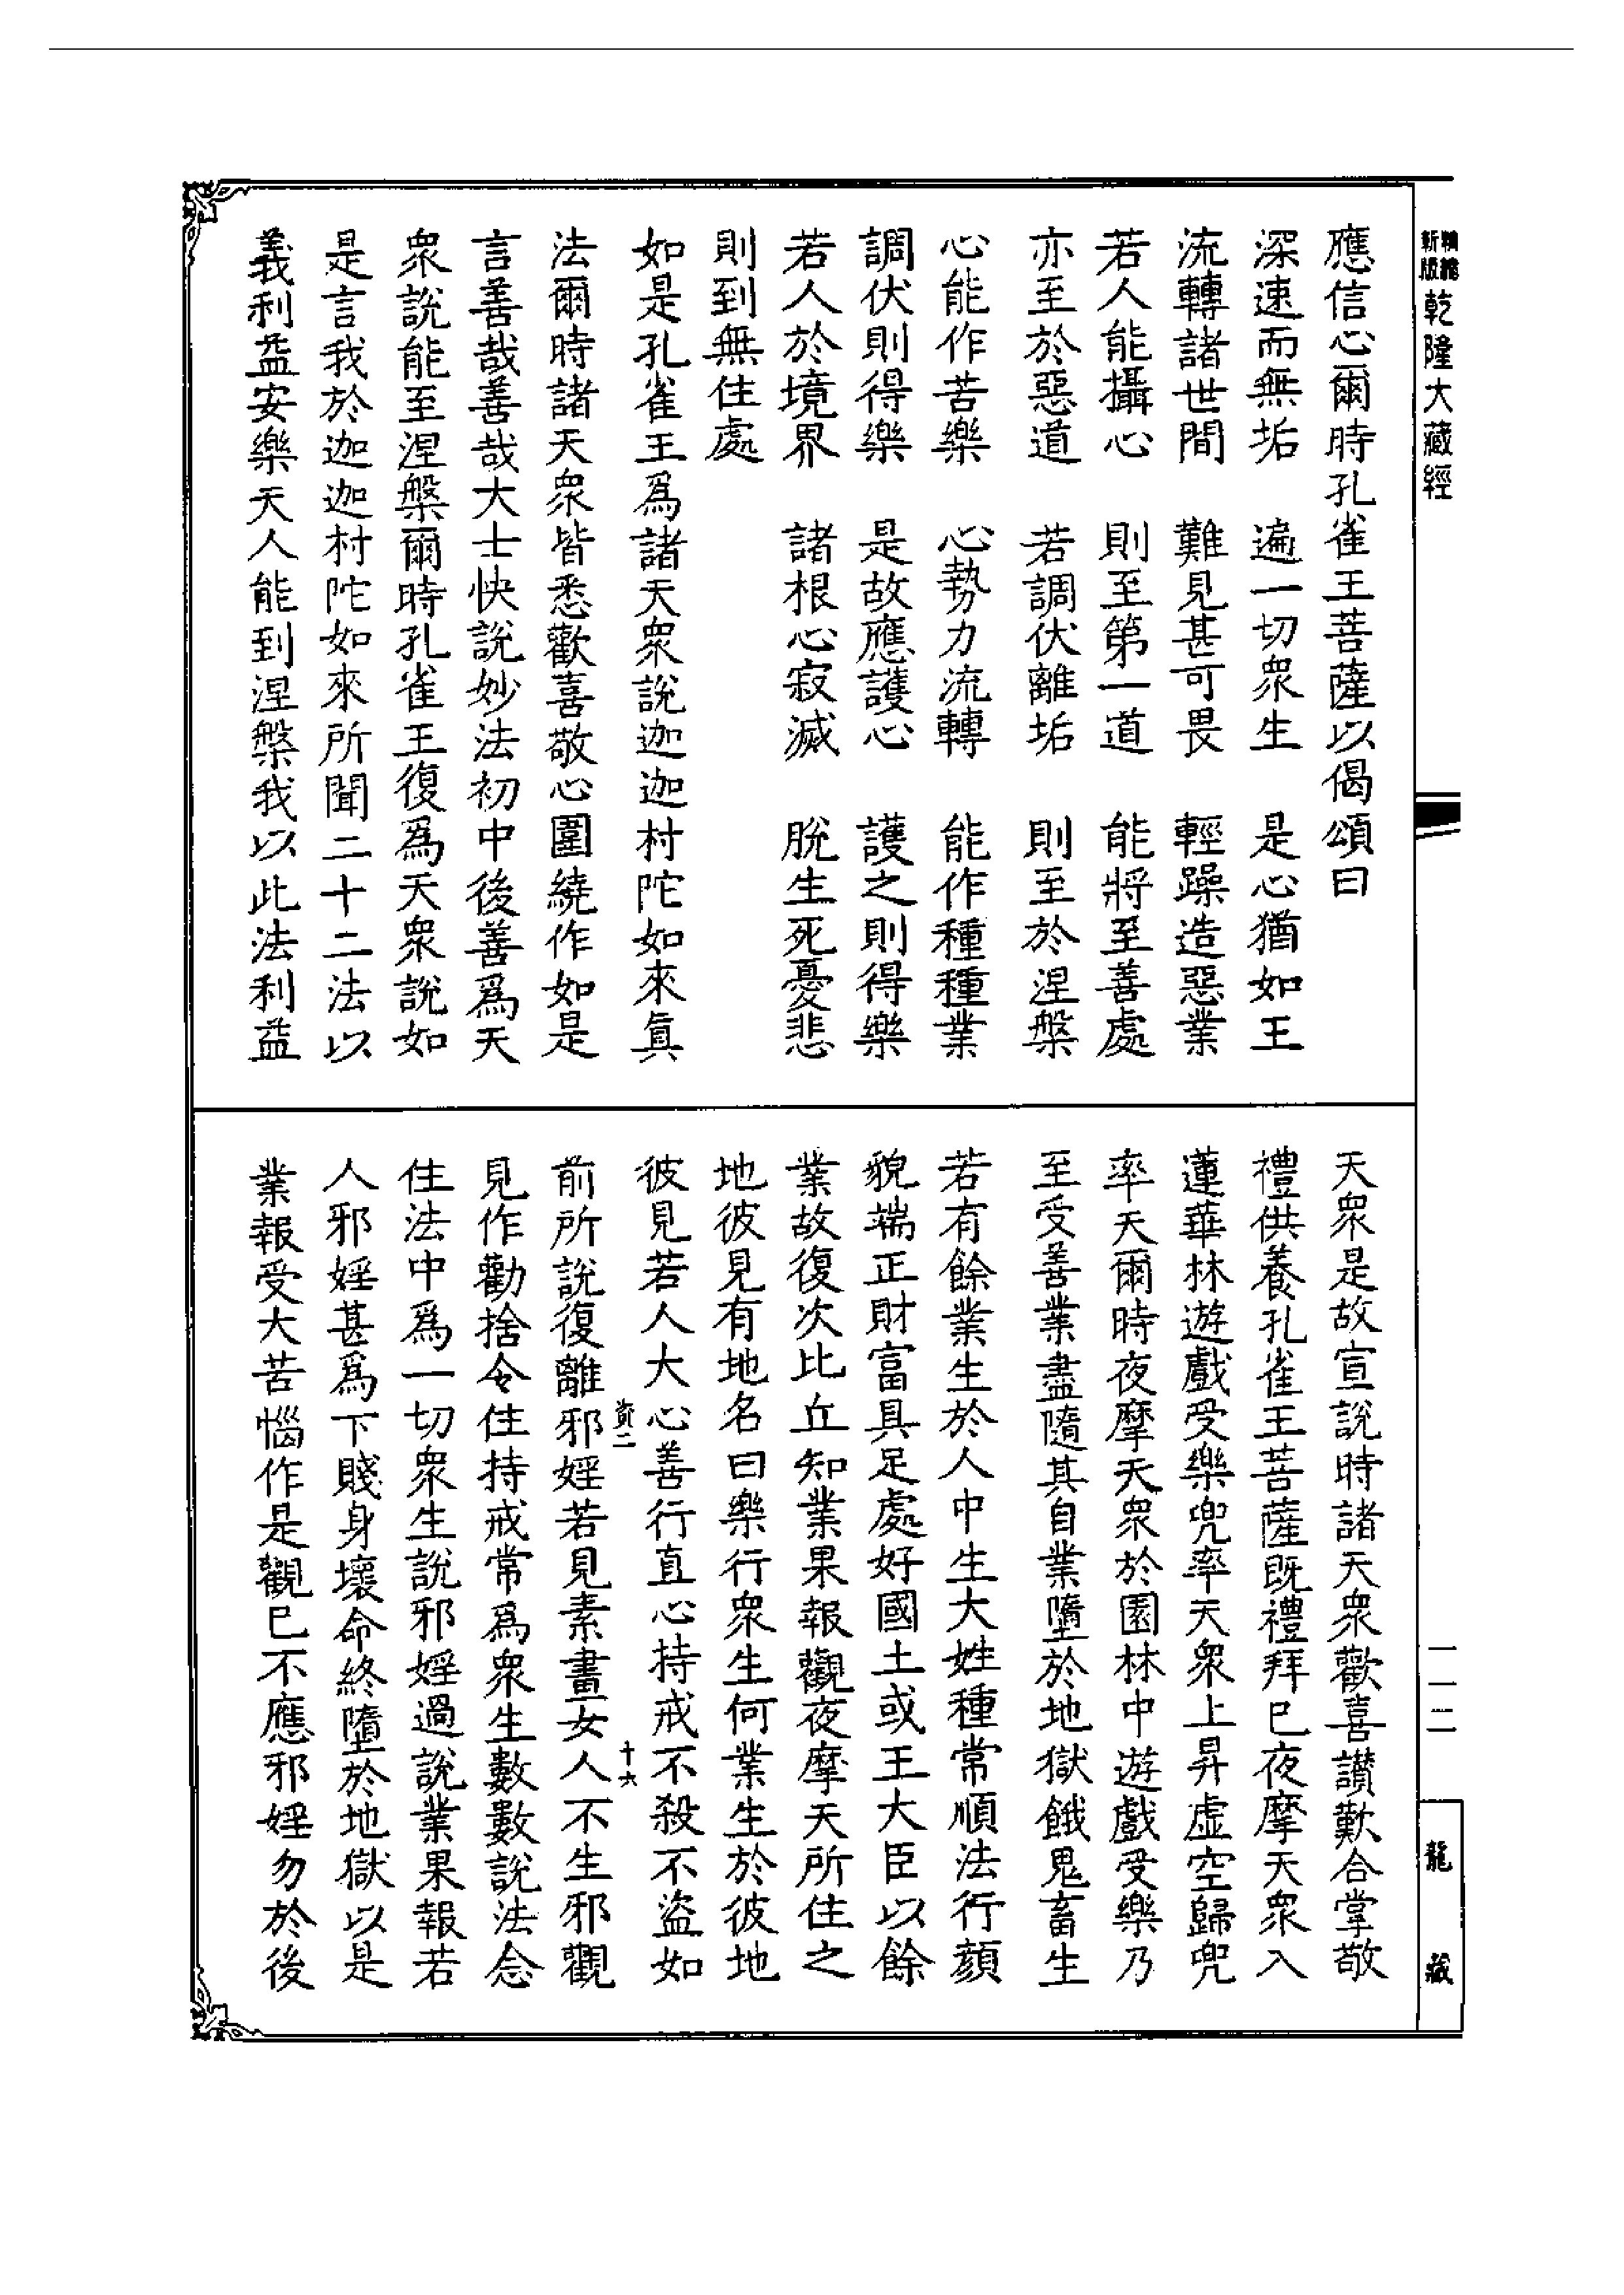 新版
乾隆大藏經
應信心爾時孔雀王菩薩以偈頌曰
深速而無垢　遍一切眾生　是心猶如王
流轉諸世間　難見甚可畏　輕躁造惡業
若人能攝心　則至第一道　能將至善處
亦至於惡道　若調伏離垢　則至於涅槃
心能作苦樂　心勢力流轉　能作種種業
調伏則得樂　是故應護心　護之則得樂
若人於境界　諸根心寂滅　脫生死憂悲
則到無住處
如是孔雀王為諸天眾說迦迦村陀如來真
法爾時諸天眾皆悉歡喜敬心圍繞作如是
言善哉善哉大士快說妙法初中後善為天
眾說能至涅槃爾時孔雀王復為天眾說如
是言我於迦迦村陀如來所聞二十二法以
義利益安樂天人能到涅槃我以此法利益
天眾是故宣說時諸天眾歡喜讚歎合掌敬
禮供養孔雀王菩薩既禮拜已夜摩天眾入
蓮華林遊戲受樂兜率天眾上昇虛空歸兜
率天爾時夜摩天眾於園林中遊戲受樂乃
至受善業盡隨其自業墮於地獄餓鬼畜生
若有餘業生於人中生大姓種常順法行顏
貌端正財富具足處好國土或王大臣以餘
業故復次比丘知業果報觀夜摩天所住之
地彼見有地名曰樂行眾生何業生於彼地
彼見若人大心善行直心持戒不殺不盜如
資二　十六
前所說復離邪婬若見素畫女人不生邪觀
見作勸捨令住持戒常為眾生數數說法念
住法中為一切眾生說邪婬過說業果報若
人邪婬甚為下賤身壞命終墮於地獄以是
業報受大苦惱作是觀已不應邪婬勿於後
一一二
龍藏